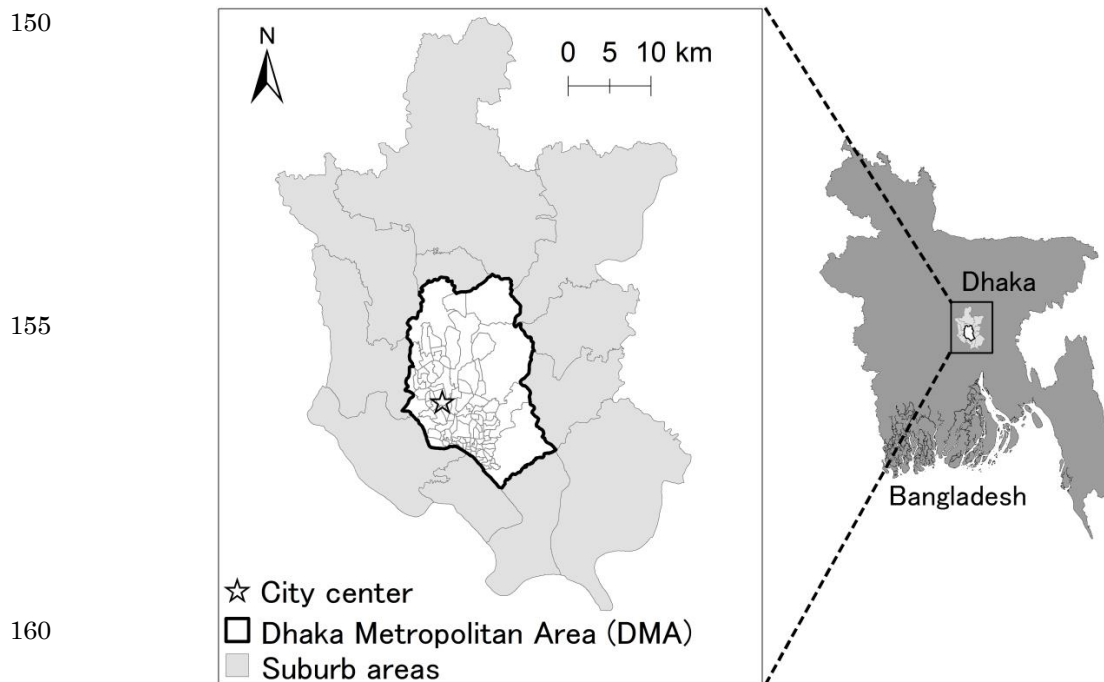 150
N
0 5 10 km
Dhaka
155
Bangladesh
City center
Dhaka Metropolitan Area (DMA)
160
Suburb areas